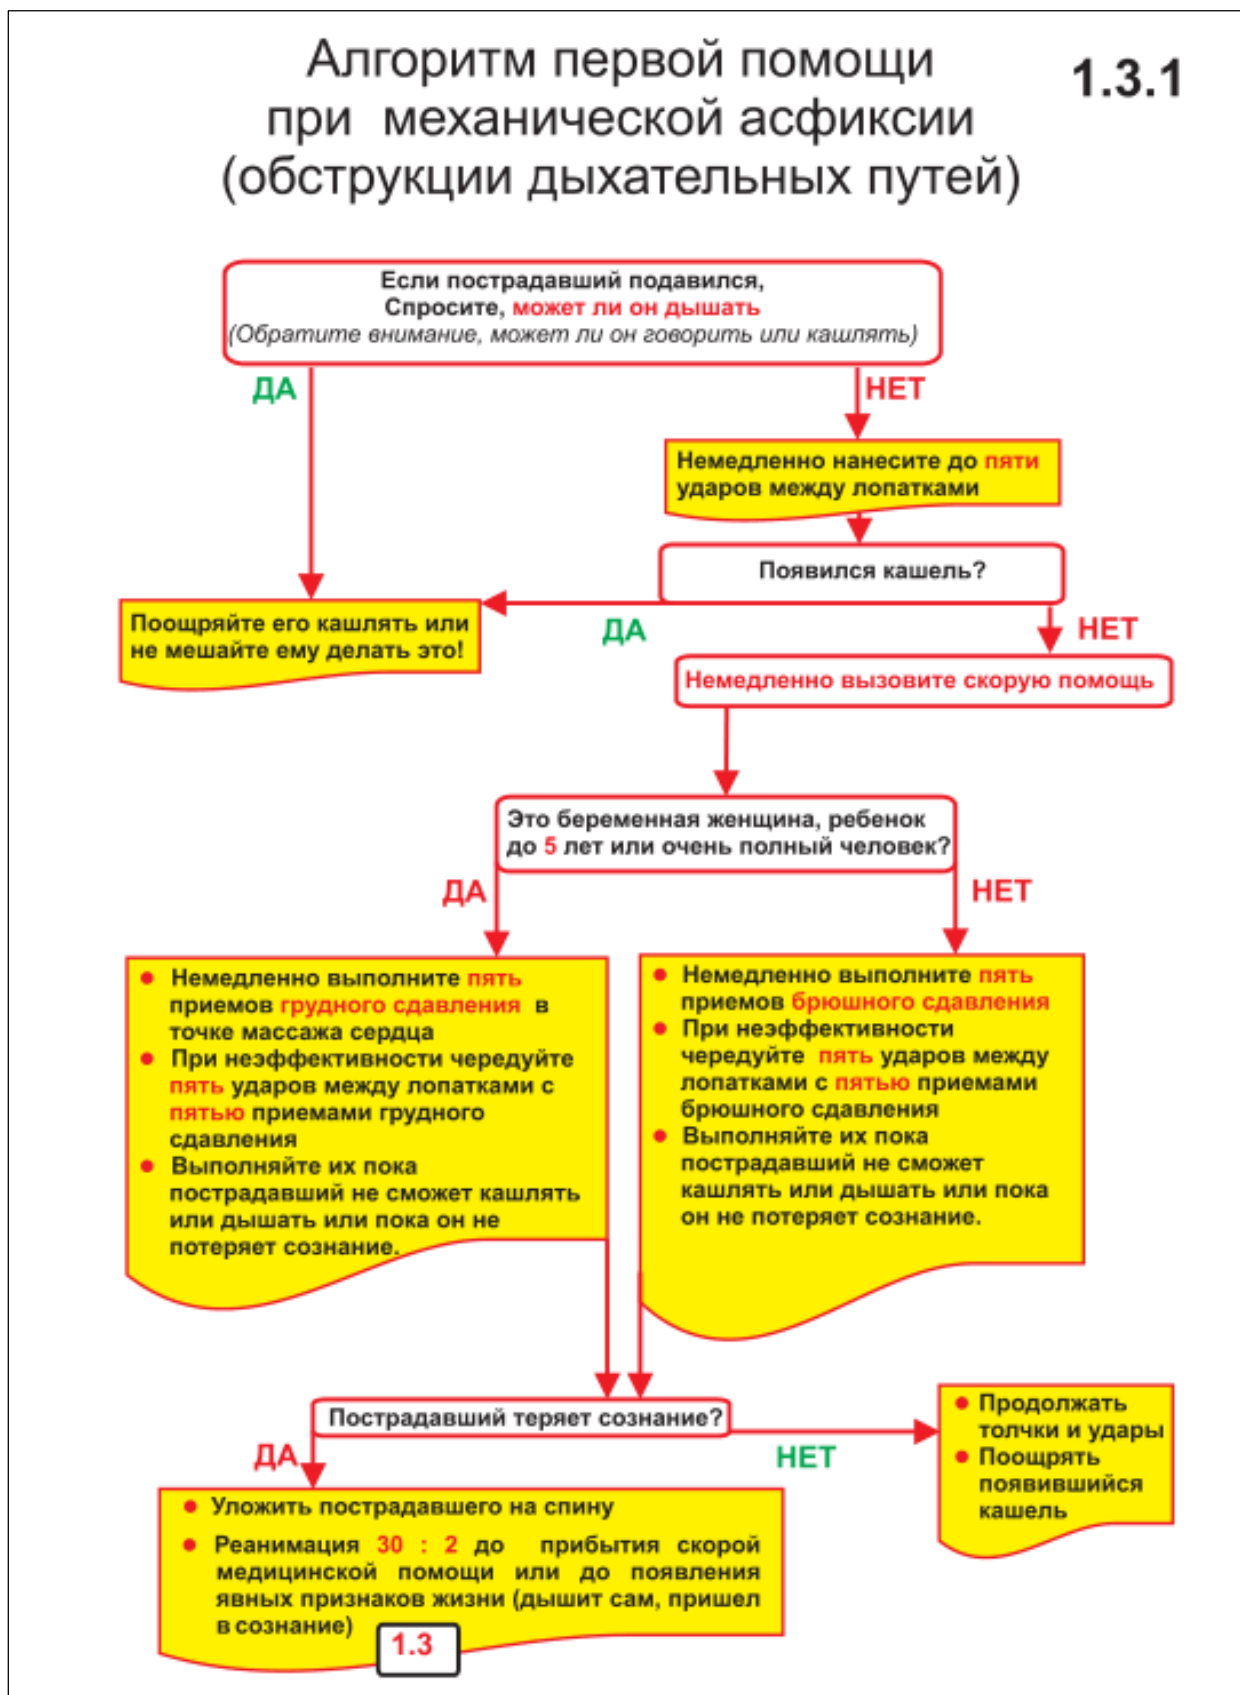 Алгоритм первой помощи
при механической асфиксии
(обструкции дыхательных путей)
1.3.1
Если пострадавший подавился,
Спросите, может ли он дышать
(Обратите внимание, может ли он говорить или кашлять)
ДА
НЕТ
Немедленно нанесите до пяти
ударов между лопатками
Появился кашель?
Поощряйте его кашлять или
не мешайте ему делать это!
ДА
НЕТ
Немедленно вызовите скорую помощь
Это беременная женщина, ребенок
до 5 лет или очень полный человек?
ДА
НЕТ
Немедленно выполните пять
приемов грудного сдавления в
точке массажа сердца
При неэффективности чередуйте
пять ударов между лопатками с
пятью приемами грудного
сдавления
Выполняйте их пока
пострадавший не сможет кашлять
или дышать или пока он не
потеряет сознание.
Немедленно выполните пять
приемов брюшного сдавления
При неэффективности
чередуйте пять ударов между
лопатками с пятью приемами
брюшного сдавления
Выполняйте их пока
пострадавший не сможет
кашлять или дышать или пока
он не потеряет сознание.
Пострадавший теряет сознание?
ДА
НЕТ
Продолжать
толчки и удары
Поощрять
появившийся
кашель
Уложить пострадавшего на спину
Реанимация 30 : 2 до прибытия скорой
медицинской помощи или до появления
явных признаков жизни (дышит сам, пришел
в сознание)
1.3